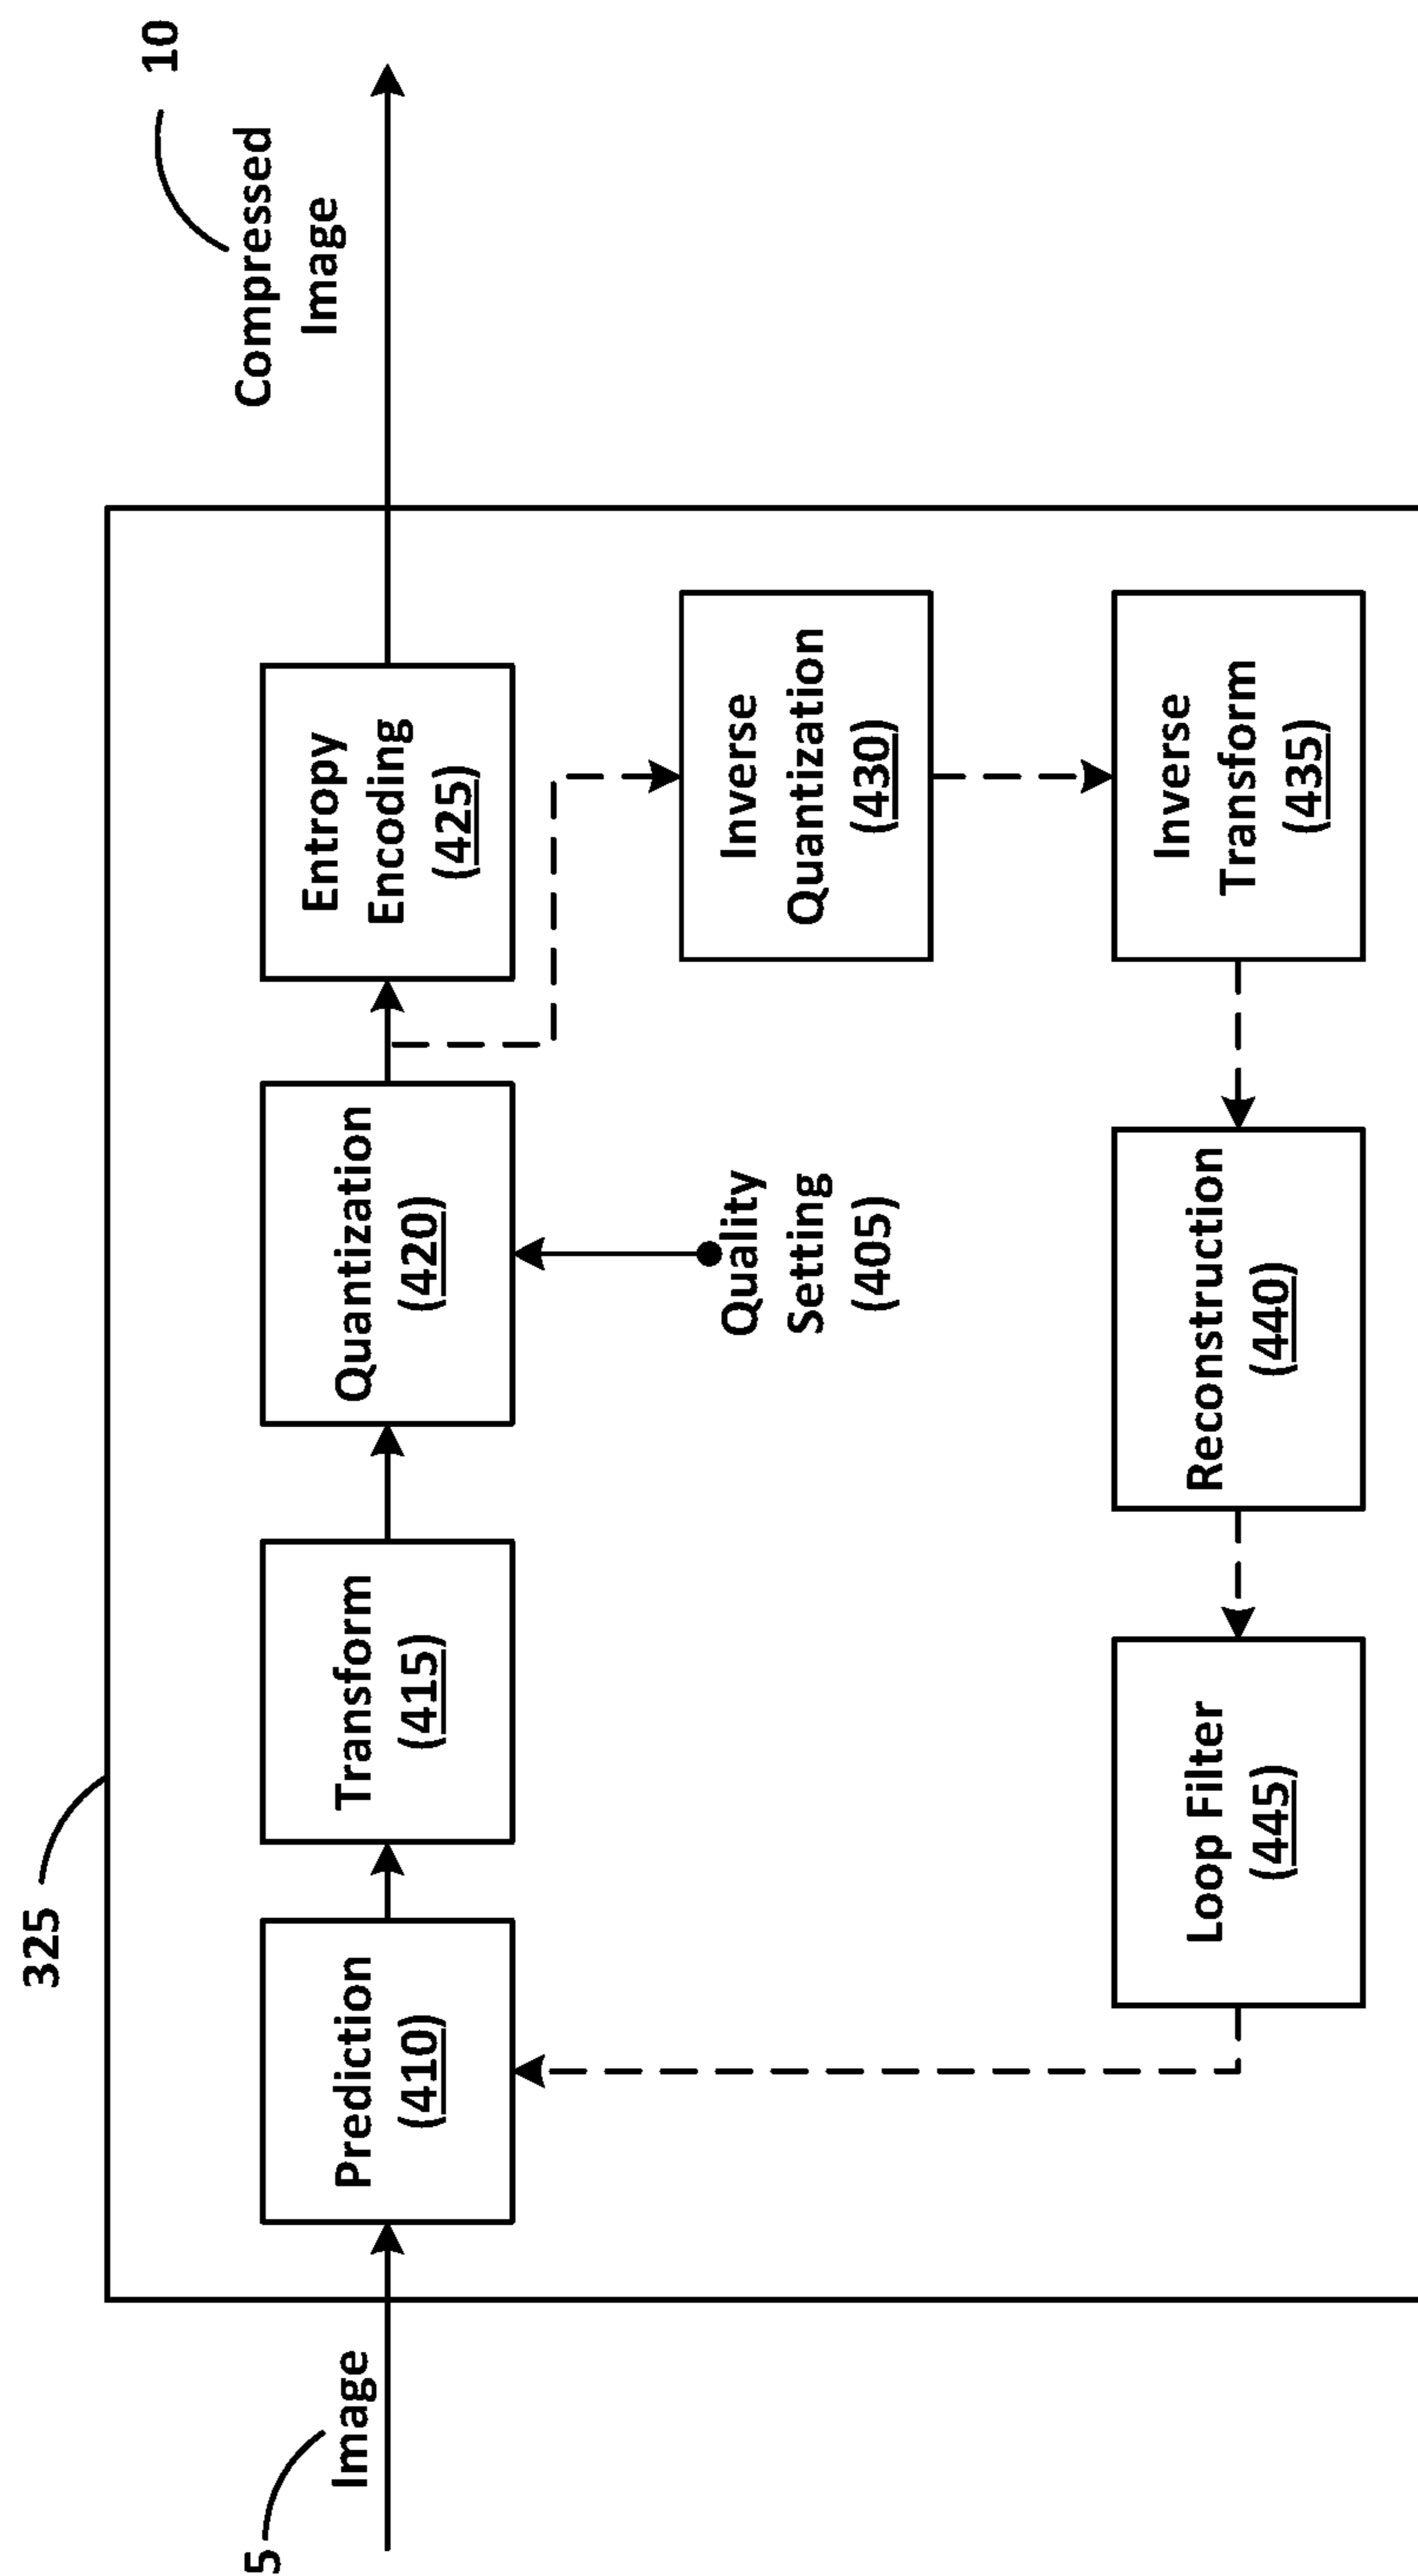 325
10
Compressed
Image
5
Image
Prediction
(410)
Transform
(415)
Quantization
(420)
Entropy
Encoding
(425)
Quality
Setting
(405)
Inverse
Quantization
(430)
Loop Filter
(445)
Reconstruction
(440)
Inverse
Transform
(435)